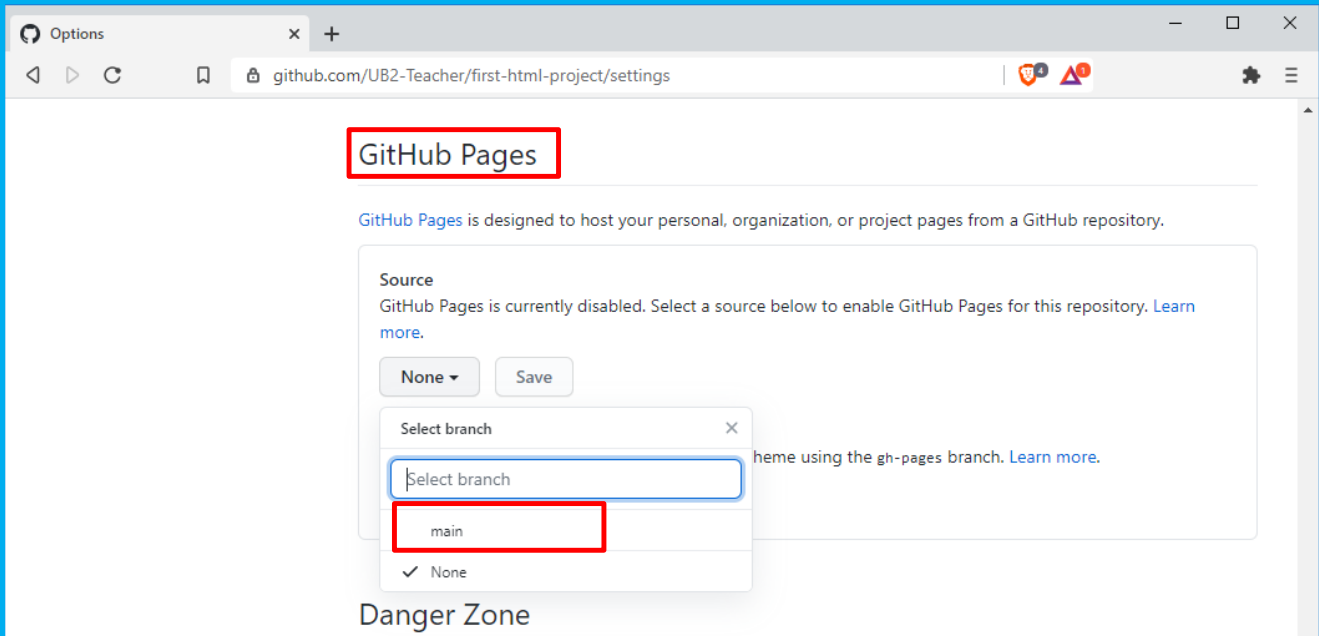 Options
github.com/UB2-Teacher/first-html-project/settings
4
1
GitHub Pages
GitHub Pages is designed to host your personal, organization, or project pages from a GitHub repository.
Source
GitHub Pages is currently disabled. Select a source below to enable GitHub Pages for this repository. Learn
more.
None
Save
Select branch
heme using the gh-pages branch. Learn more.
Select branch
main
None
Danger Zone